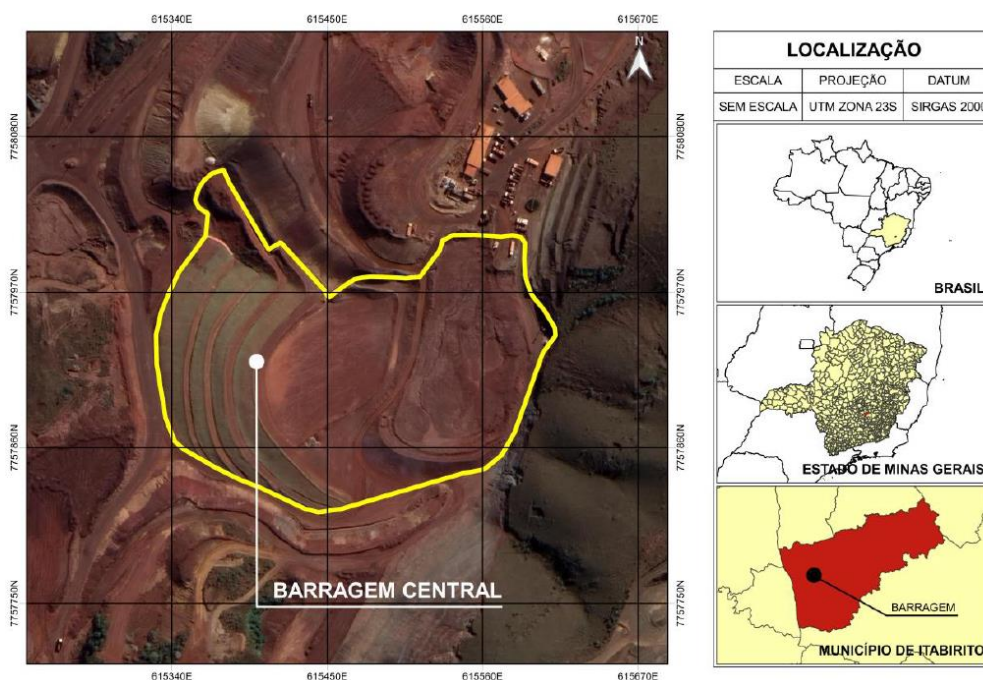 615340E
615450E
615560E
615670E
N
7758080N
7758080N
7757970N
7757970N
7757860N
7757860N
7757750N
7757750N
BARRAGEM CENTRAL
615340E
615450E
615560E
615670E
LOCALIZAÇÃO
ESCALA PROJEÇÃO DATUM
SEM ESCALA UTM ZONA 23S SIRGAS 2000
BRASIL
ESTADO DE MINAS GERAIS
BARRAGEM
MUNICÍPIO DE ITABIRITO